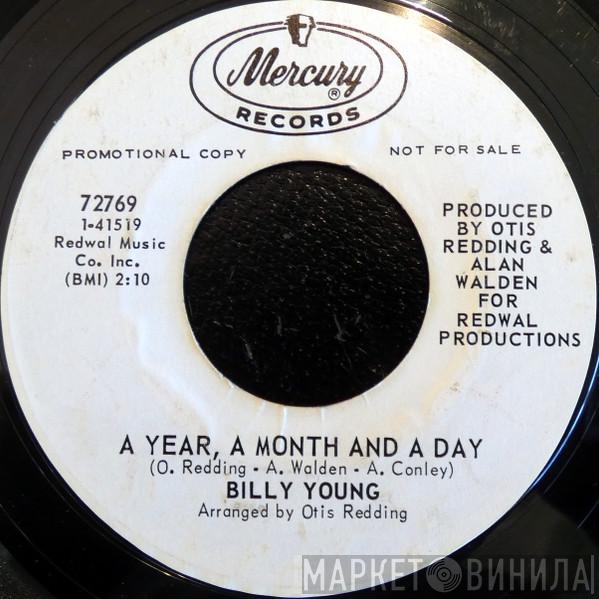 Mercury
®
RECORDS
PROMOTIONAL COPY
NOT FOR SALE
72769
1-41519
Redwal Music
Co. Inc.
(BMI) 2:10
PRODUCED
BY OTIS
REDDING &
ALAN
WALDEN
FOR
REDWAL
PRODUCTIONS
A YEAR, A MONTH AND A DAY
(O. Redding - A. Walden - A. Conley)
BILLY YOUNG
Arranged by Otis Redding
МАРКЕТ ВИНИЛА